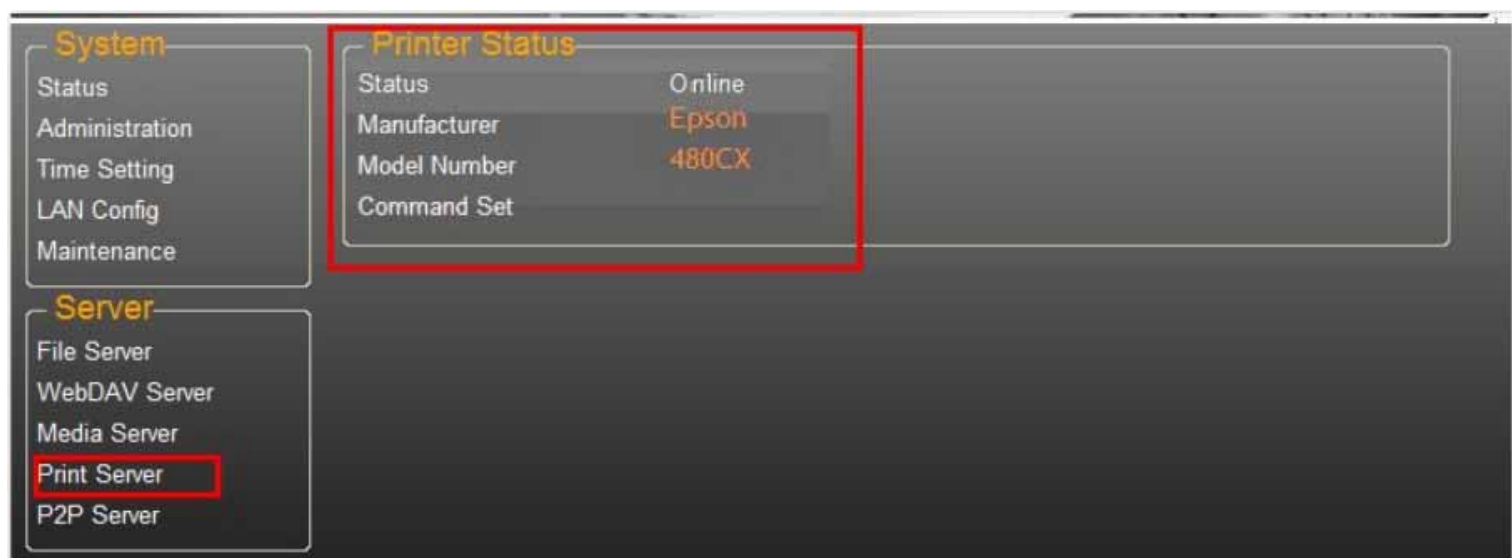 System
Status
Administration
Time Setting
LAN Config
Maintenance
Server
File Server
WebDAV Server
Media Server
Print Server
P2P Server
Printer Status
Status Online
Manufacturer Epson
Model Number 480CX
Command Set